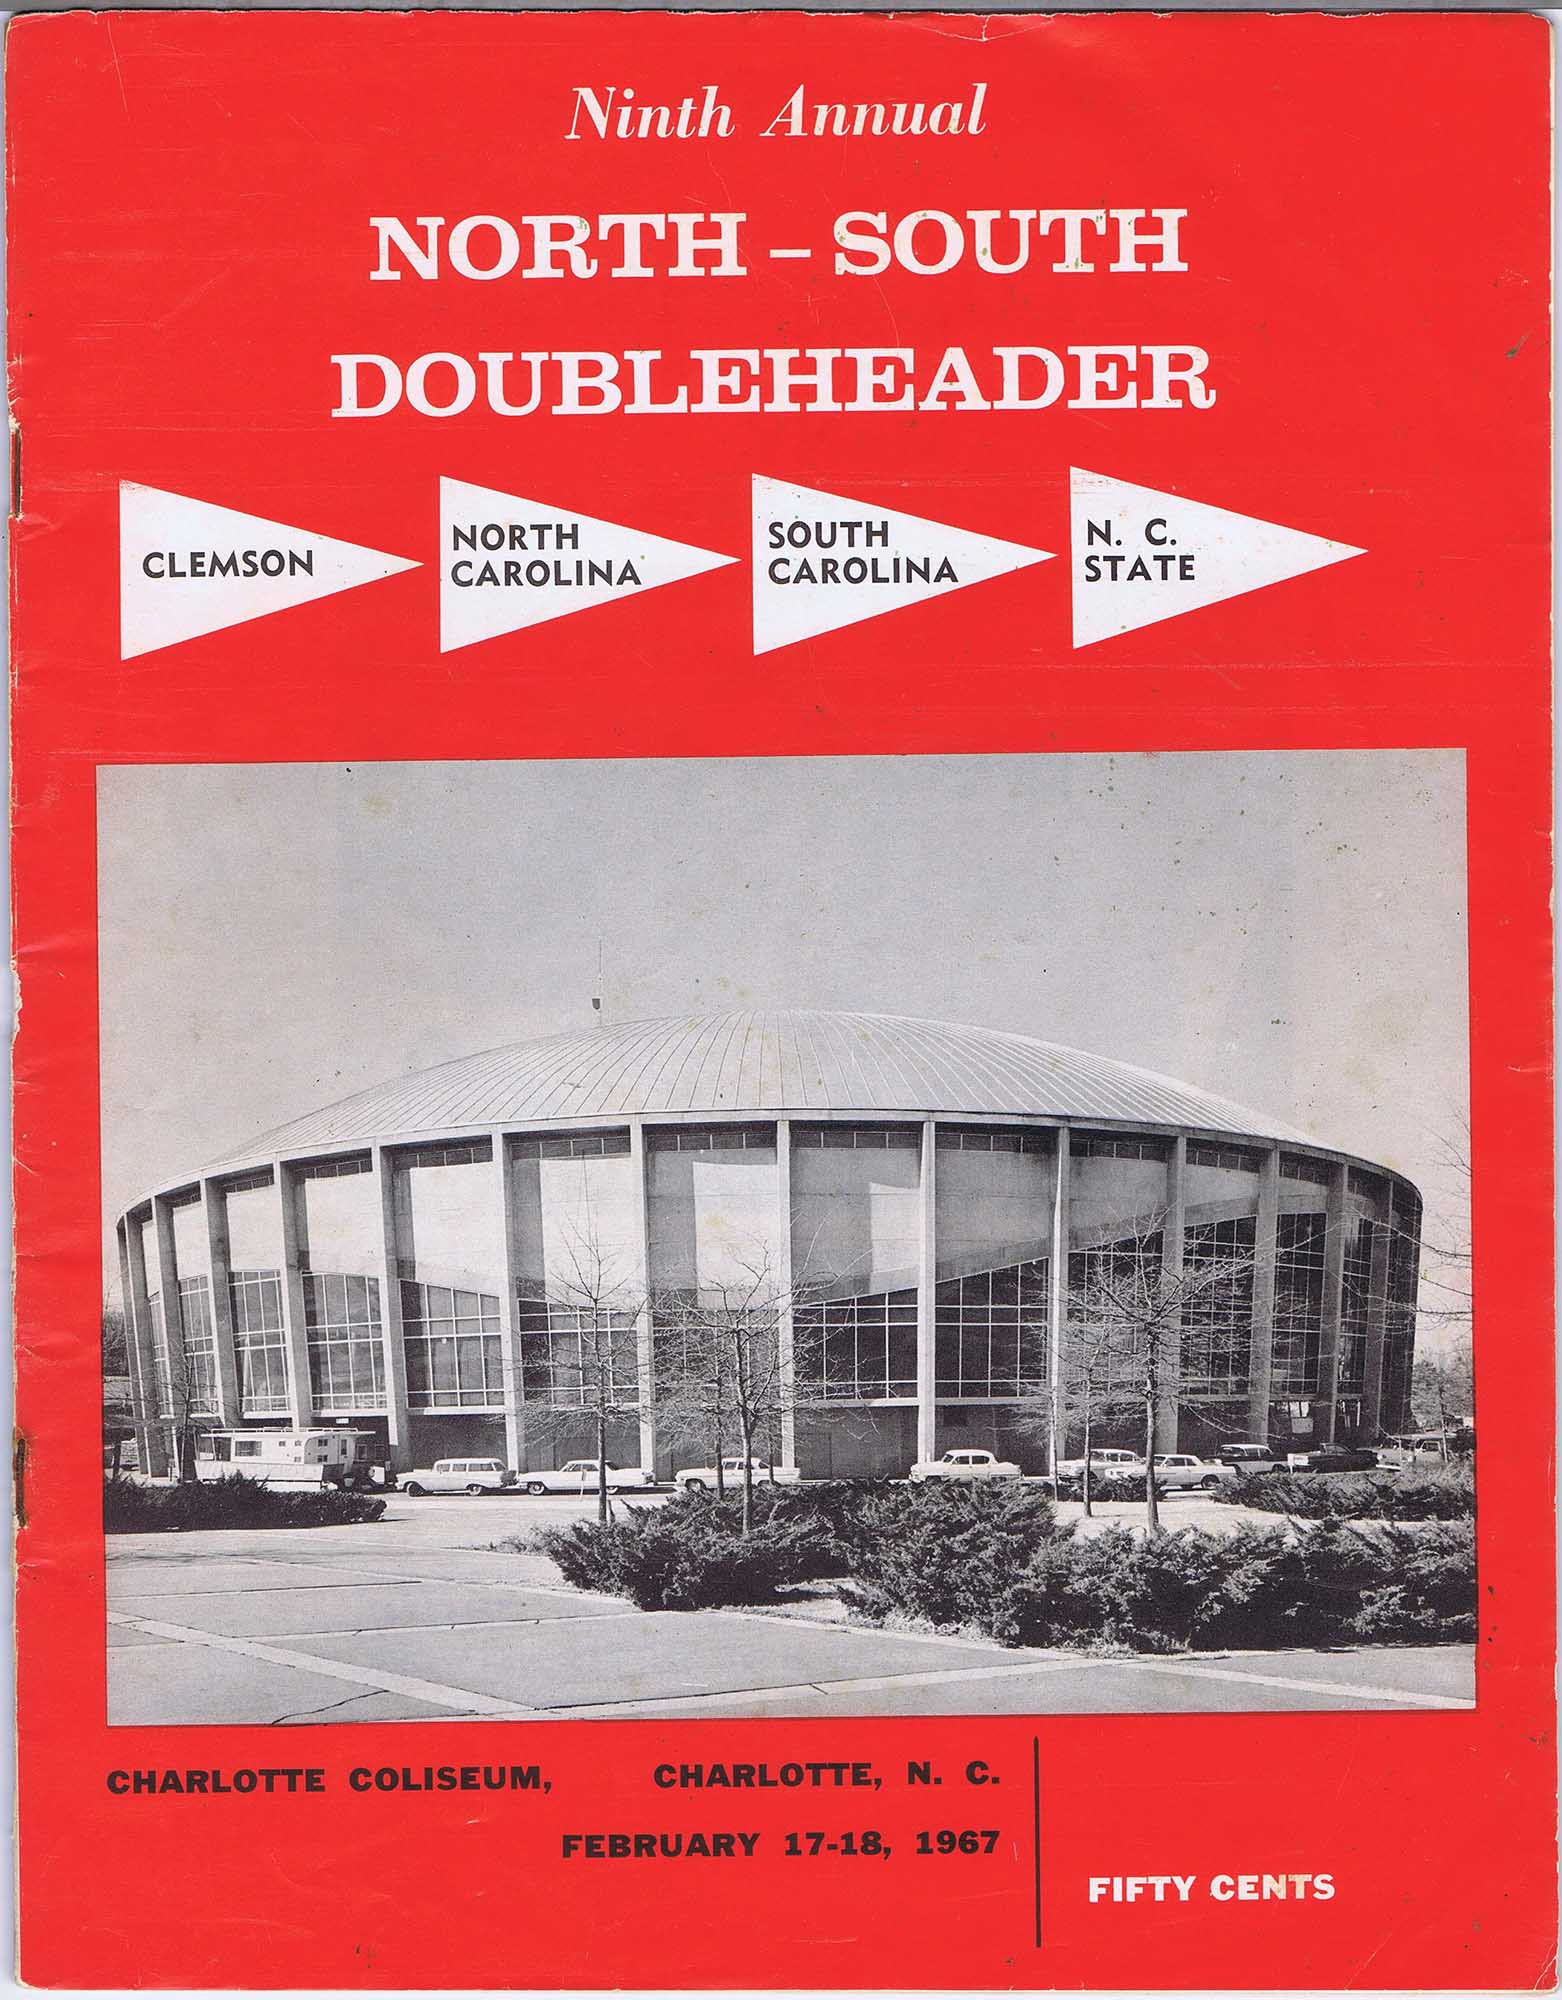 Ninth Annual
NORTH – SOUTH
DOUBLEHEADER
CLEMSON
NORTH
CAROLINA
SOUTH
CAROLINA
N. C.
STATE
CHARLOTTE COLISEUM, CHARLOTTE, N. C.
FEBRUARY 17-18, 1967
FIFTY CENTS